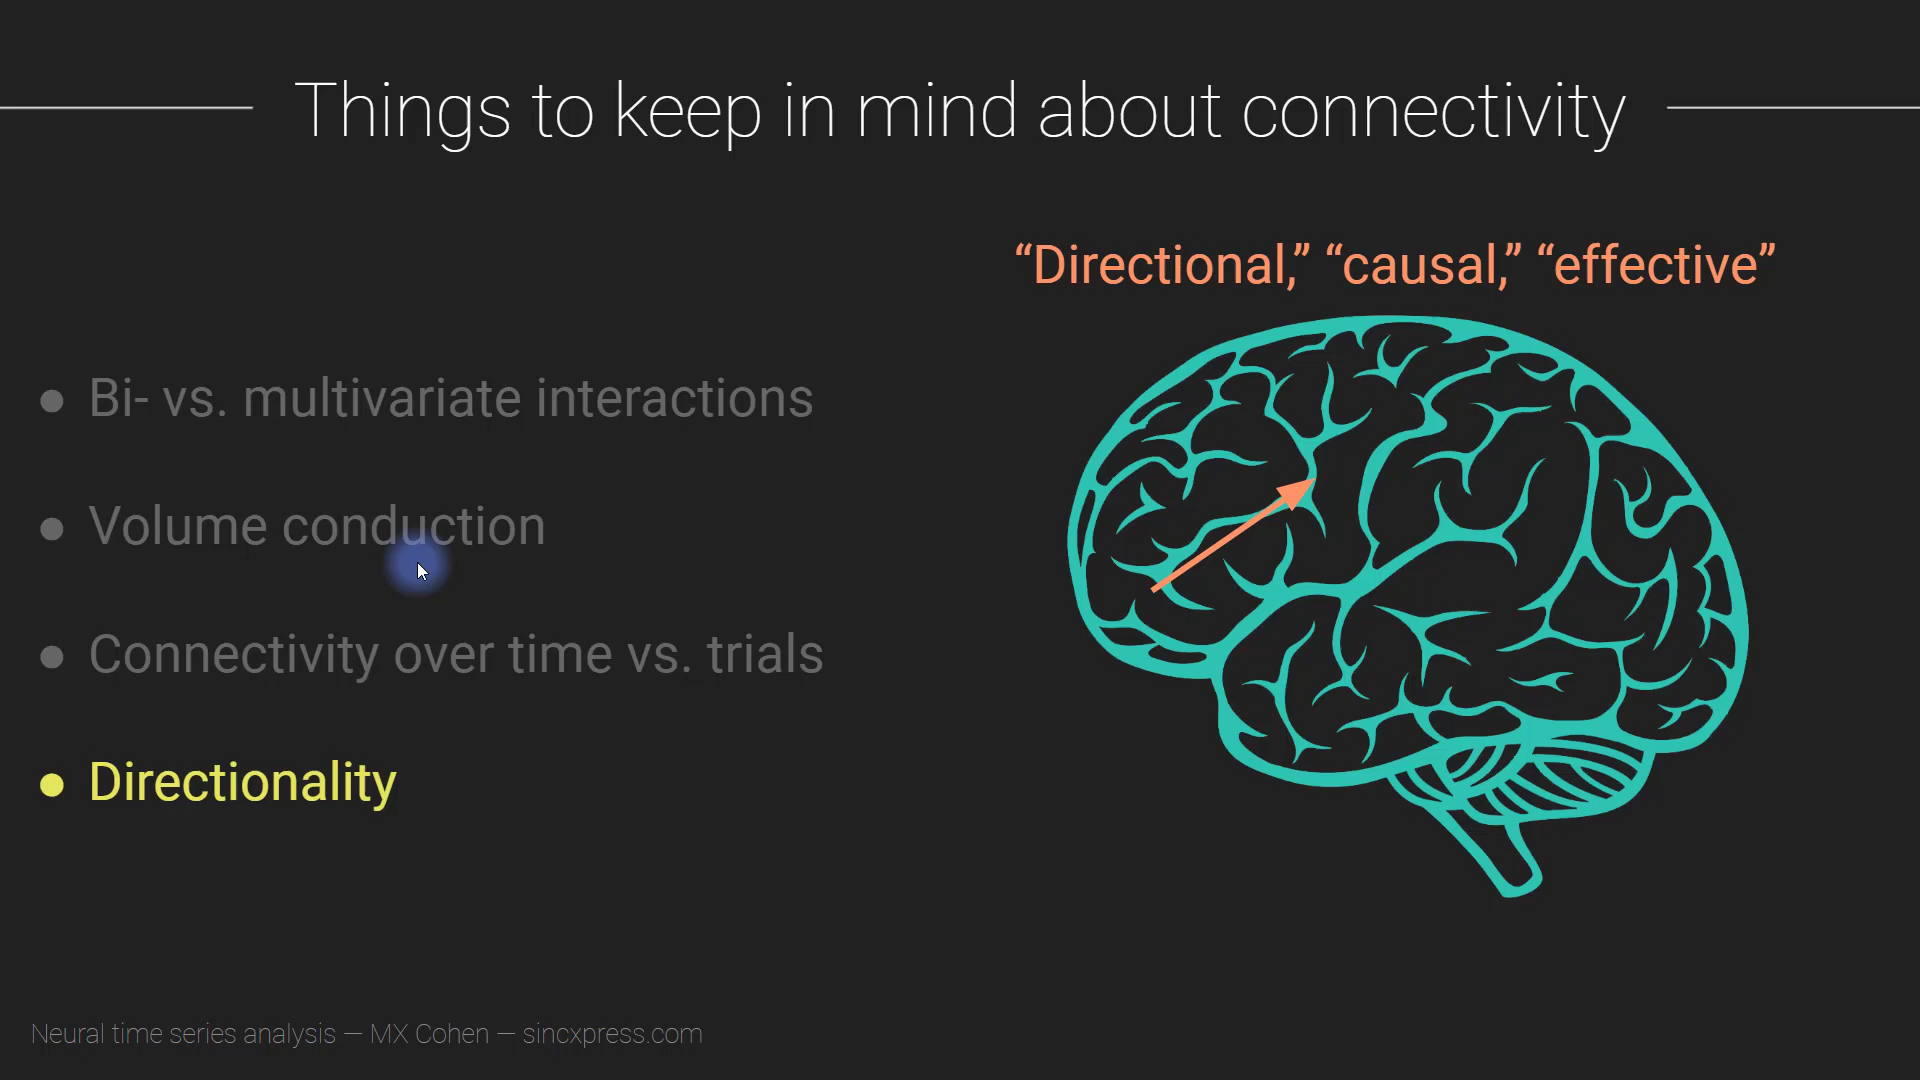 Things to keep in mind about connectivity
“Directional,” “causal,” “effective”
● Bi- vs. multivariate interactions
● Volume conduction
● Connectivity over time vs. trials
● Directionality
Neural time series analysis — MX Cohen — sincxpress.com